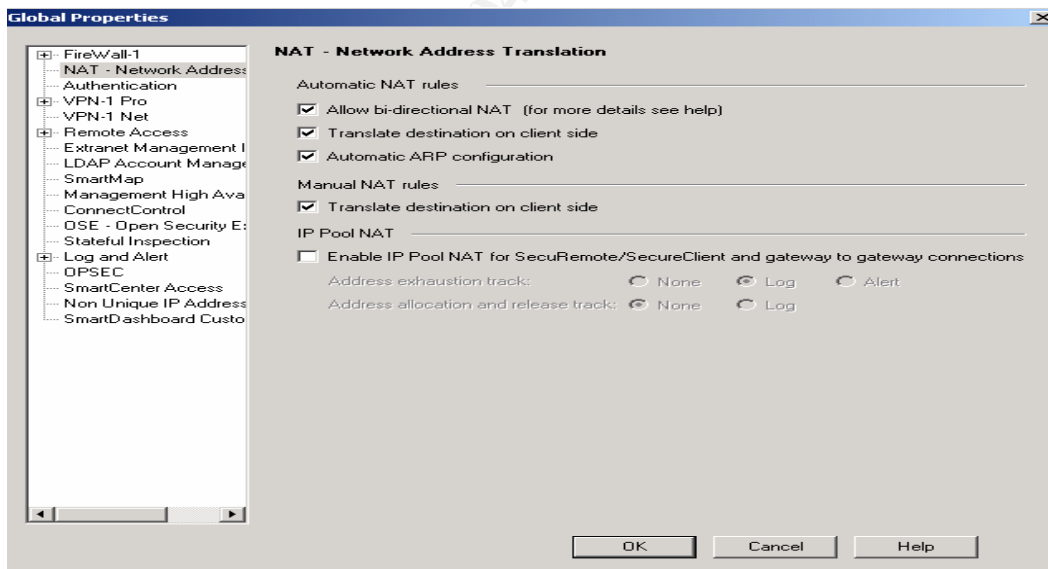 Global Properties
FireWall-1
NAT - Network Address
Authentication
VPN-1 Pro
VPN-1 Net
Remote Access
Extranet Management I
LDAP Account Manage
SmartMap
Management High Ava
ConnectControl
OSE - Open Security E
Stateful Inspection
Log and Alert
OPSEC
SmartCenter Access
Non Unique IP Address
SmartDashboard Custo
NAT - Network Address Translation
Automatic NAT rules
Allow bi-directional NAT (for more details see help)
Translate destination on client side
Automatic ARP configuration
Manual NAT rules
Translate destination on client side
IP Pool NAT
Enable IP Pool NAT for SecuRemote/SecureClient and gateway to gateway connections
Address exhaustion track: None Log Alert
Address allocation and release track: None Log
OK Cancel Help